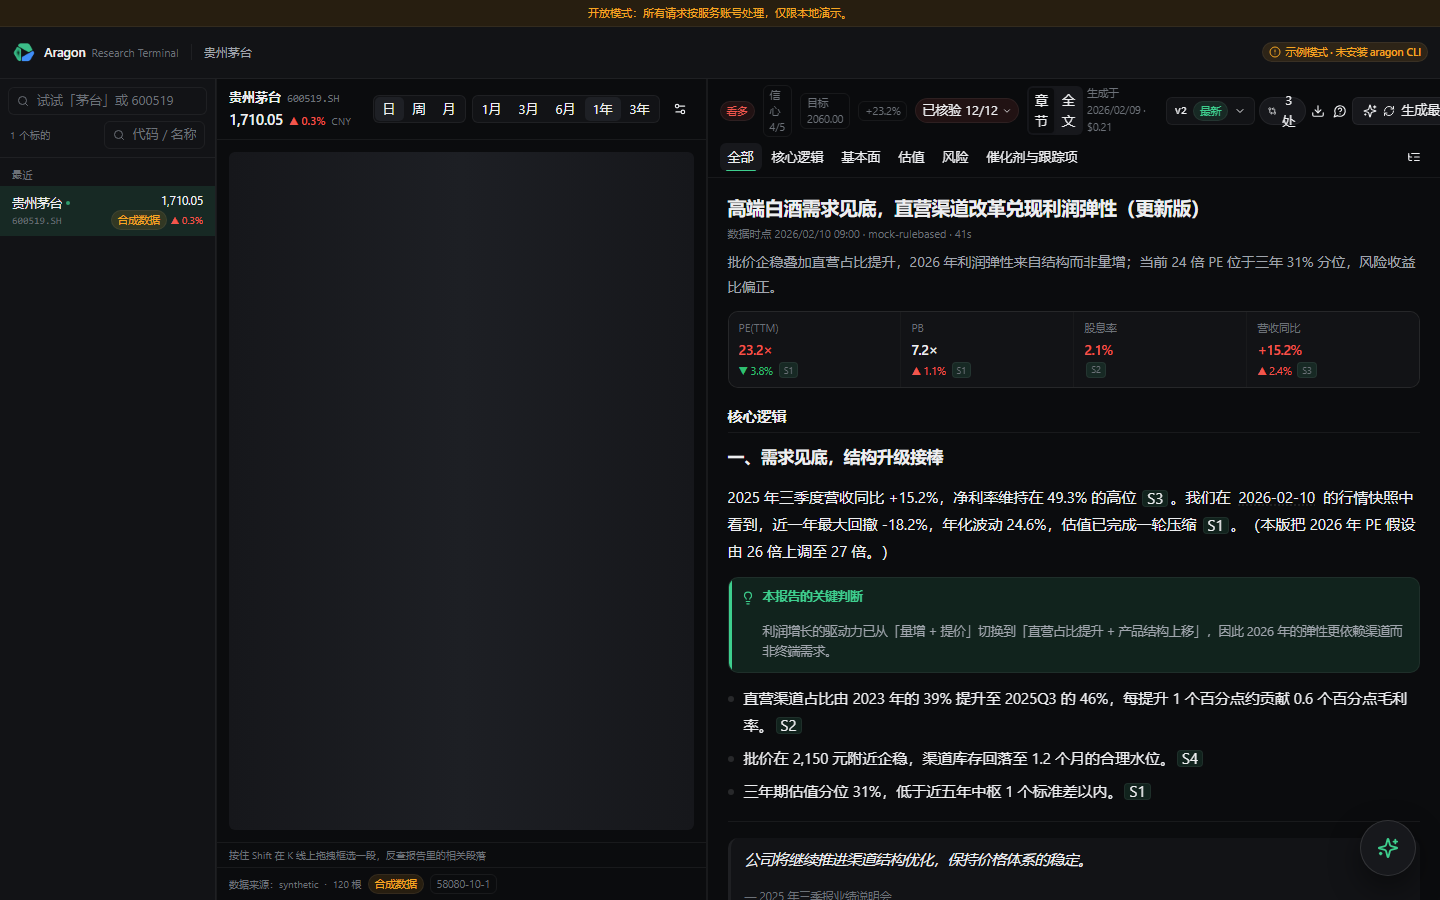 开放模式：所有请求按服务账号处理，仅限本地演示。
Aragon Research Terminal 贵州茅台
示例模式 · 未安装 aragon CLI
试试「茅台」或 600519
1 个标的
代码 / 名称
最近
贵州茅台 1,710.05
600519.SH 合成数据 ▲ 0.3%
贵州茅台 600519.SH
1,710.05 ▲ 0.3% CNY
日 周 月
1月 3月 6月 1年 3年
按住 Shift 在 K 线上拖拽框选一段，反查报告里的相关段落
数据来源：synthetic · 120 根 合成数据 58080-10-1
看多
信心 4/5
目标 2060.00
+23.2%
已核验 12/12
章节 全文
生成于 2026/02/09 · $0.21
v2 最新
3 处
生成最
全部 核心逻辑 基本面 估值 风险 催化剂与跟踪项
高端白酒需求见底，直营渠道改革兑现利润弹性（更新版）
数据时点 2026/02/10 09:00 · mock-rulebased · 41s
批价企稳叠加直营占比提升，2026 年利润弹性来自结构而非量增；当前 24 倍 PE 位于三年 31% 分位，风险收益
比偏正。
PE(TTM) PB 股息率 营收同比
23.2× 7.2× 2.1% +15.2%
▼ 3.8% S1 ▲ 1.1% S1 S2 ▲ 2.4% S3
核心逻辑
一、需求见底，结构升级接棒
2025 年三季度营收同比 +15.2%，净利率维持在 49.3% 的高位 S3 。我们在 2026-02-10 的行情快照中
看到，近一年最大回撤 -18.2%，年化波动 24.6%，估值已完成一轮压缩 S1 。（本版把 2026 年 PE 假设
由 26 倍上调至 27 倍。）
本报告的关键判断
利润增长的驱动力已从「量增 + 提价」切换到「直营占比提升 + 产品结构上移」，因此 2026 年的弹性更依赖渠道而
非终端需求。
直营渠道占比由 2023 年的 39% 提升至 2025Q3 的 46%，每提升 1 个百分点约贡献 0.6 个百分点毛利
率。 S2
批价在 2,150 元附近企稳，渠道库存回落至 1.2 个月的合理水位。 S4
三年期估值分位 31%，低于近五年中枢 1 个标准差以内。 S1
公司将继续推进渠道结构优化，保持价格体系的稳定。
— 2025 年三季报业绩说明会